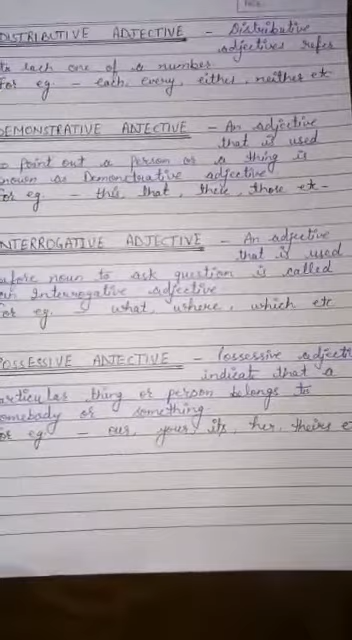 DISTRIBUTIVE ADJECTIVE - Distributive
adjectives refer
to each one of a number
For eg - each, every, either, neither etc
DEMONSTRATIVE ADJECTIVE - An adjective
that is used
to point out a person or a thing is
known as Demonstrative adjective
For eg. - this, that, these, those etc-
INTERROGATIVE ADJECTIVE - An adjective
that is used
before noun to ask question is called
an Interrogative adjective
For eg. - what, where, which etc
POSSESSIVE ADJECTIVE - Possessive adjecti
indicat that a
particular thing or person belongs to
somebody or something
For eg - our, your, its, her, theirs e